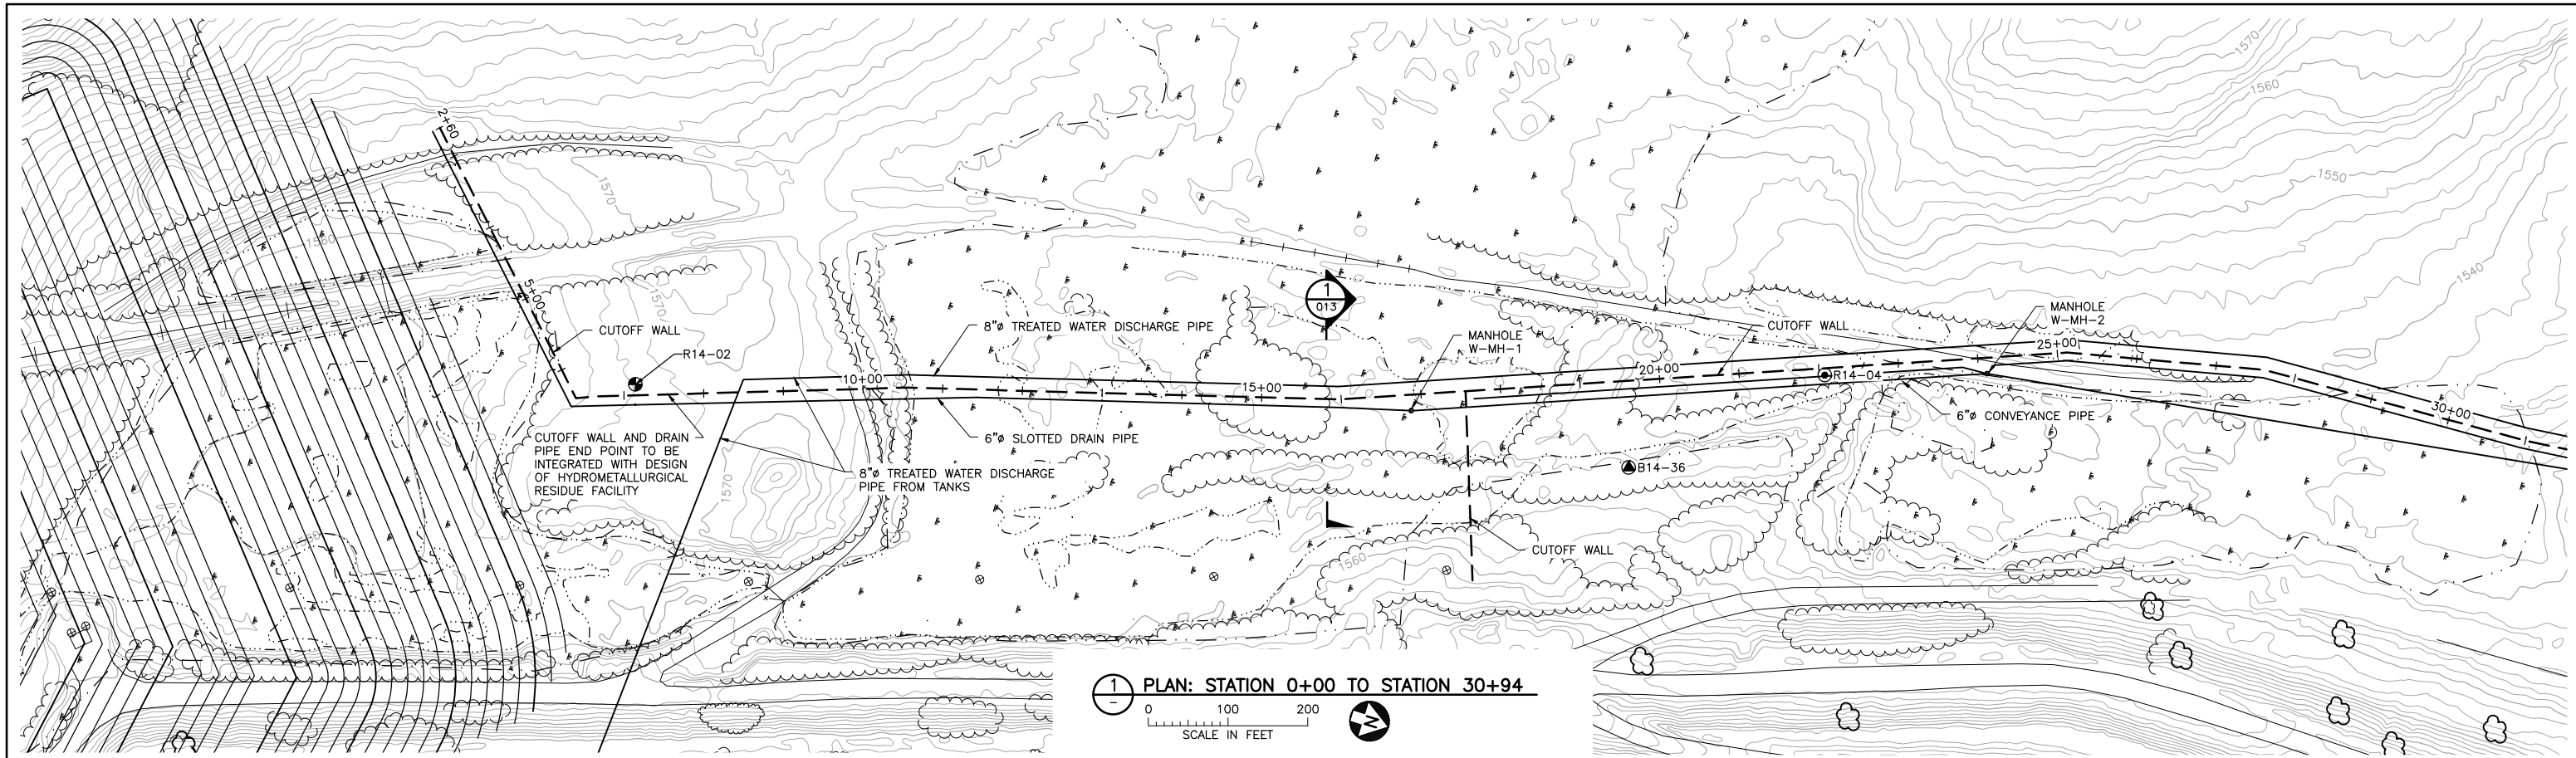 1570
1560
2+60
1550
1570
1560
1540
5+00
1570
1
013
8"ø TREATED WATER DISCHARGE PIPE
CUTOFF WALL
R14-02
MANHOLE
W-MH-1
CUTOFF WALL
MANHOLE
W-MH-2
10+00
15+00
20+00
25+00
30+00
R14-04
6"ø CONVEYANCE PIPE
CUTOFF WALL AND DRAIN
PIPE END POINT TO BE
INTEGRATED WITH DESIGN
OF HYDROMETALLURGICAL
RESIDUE FACILITY
6"ø SLOTTED DRAIN PIPE
8"ø TREATED WATER DISCHARGE
PIPE FROM TANKS
B14-36
1570
CUTOFF WALL
1560
1
–
PLAN: STATION 0+00 TO STATION 30+94
0 100 200
SCALE IN FEET
N